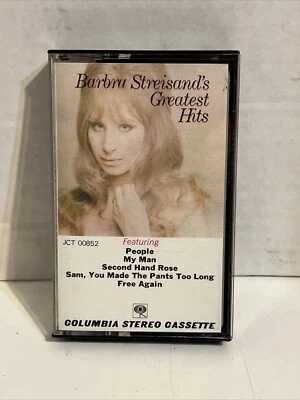 Barbra Streisand's
Greatest
Hits
JCT 00852
Featuring
People
My Man
Second Hand Rose
Sam, You Made The Pants Too Long
Free Again
COLUMBIA STEREO CASSETTE